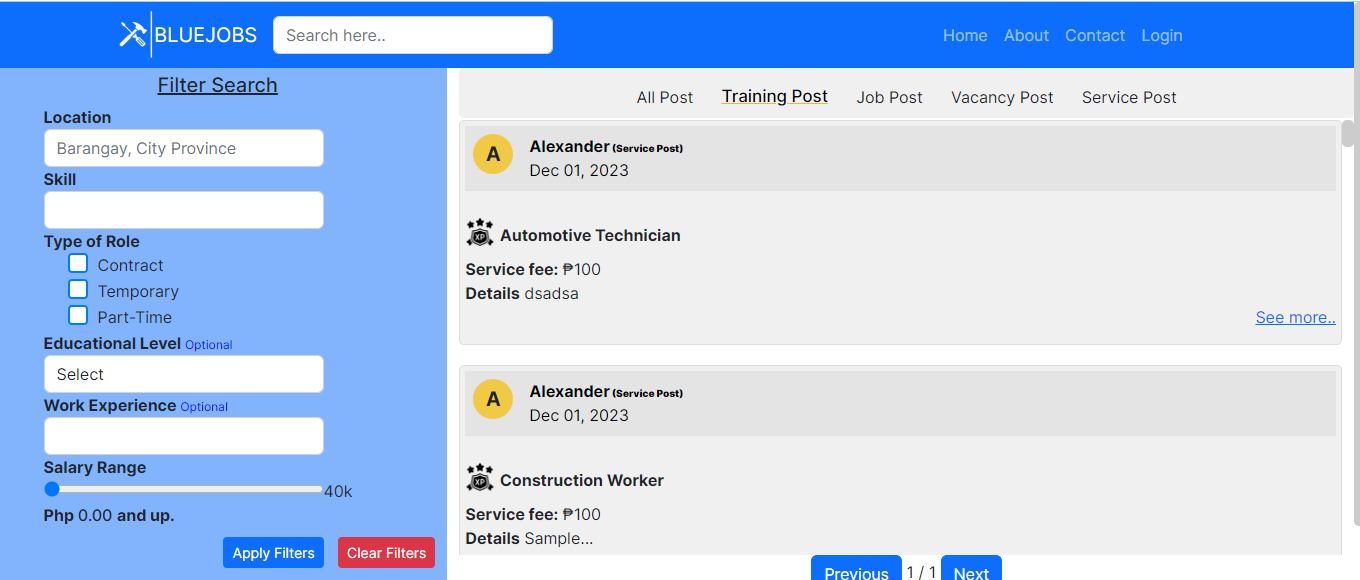 BLUEJOBS
Search here..
Home About Contact Login
Filter Search
Location
Barangay, City Province
Skill
Type of Role
Contract
Temporary
Part-Time
Educational Level Optional
Select
Work Experience Optional
Salary Range
40k
Php 0.00 and up.
Apply Filters Clear Filters
All Post Training Post Job Post Vacancy Post Service Post
A
Alexander (Service Post)
Dec 01, 2023
XP Automotive Technician
Service fee: ₱100
Details dsadsa
See more..
A
Alexander (Service Post)
Dec 01, 2023
XP Construction Worker
Service fee: ₱100
Details Sample...
Previous 1 / 1 Next